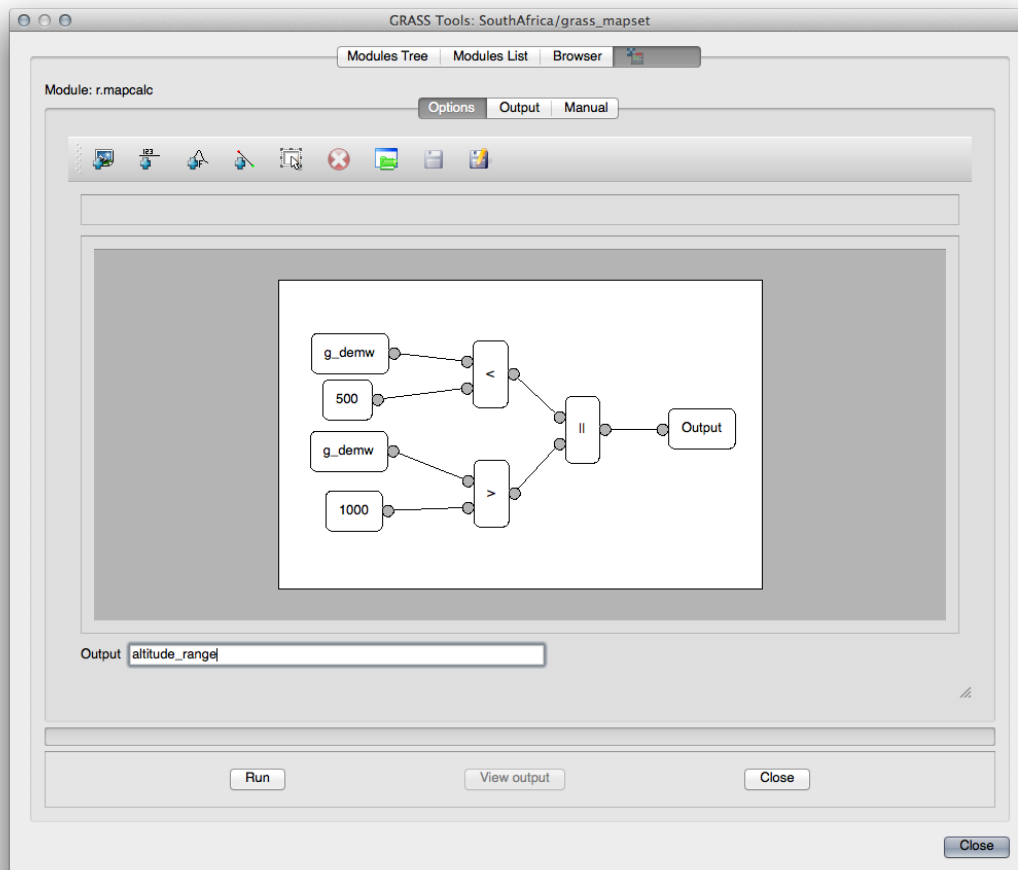 GRASS Tools: SouthAfrica/grass_mapset
Modules Tree Modules List Browser
Module: r.mapcalc
Options Output Manual
123
F
g_demw
500
<
g_demw
1000
>
||
Output
Output altitude_range
Run View output Close
Close